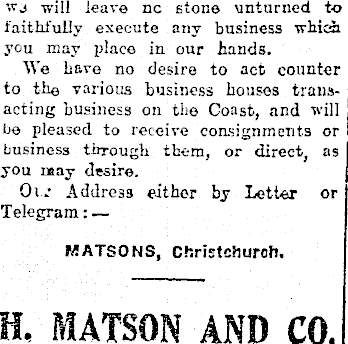 we will leave no stone unturned to
faithfully execute any business which
you may place in our hands.
We have no desire to act counter
to the various business houses trans-
acting business on the Coast, and will
be pleased to receive consignments or
business through them, or direct, as
you may desire.
Our Address either by Letter or
Telegram:—
MATSONS, Christchurch.
H. MATSON AND CO.